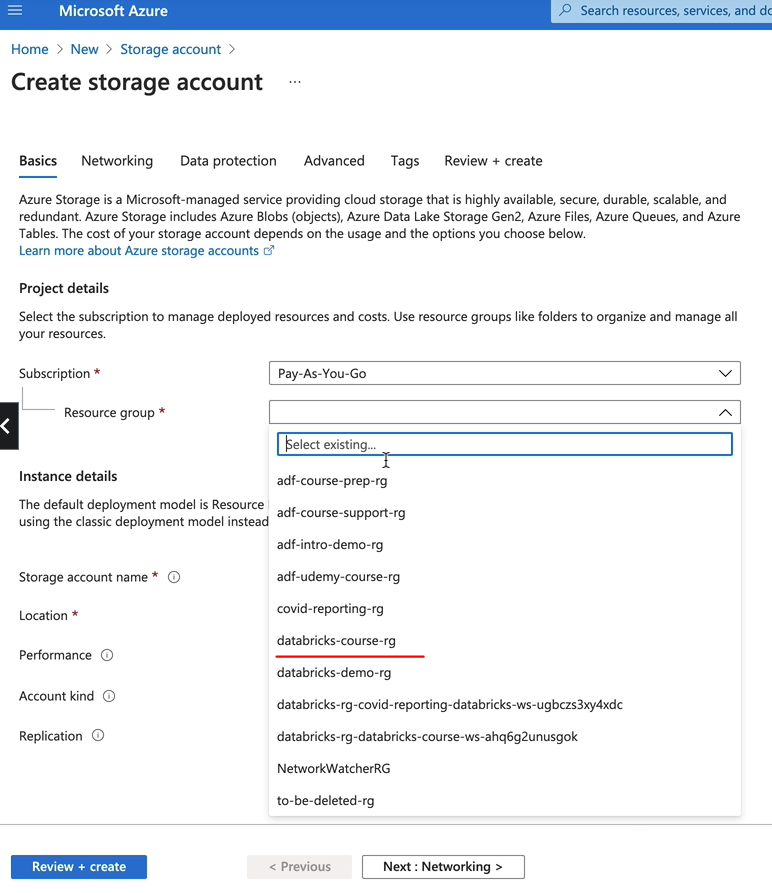 Microsoft Azure
Search resources, services, and do
Home > New > Storage account >
Create storage account ...
Basics Networking Data protection Advanced Tags Review + create
Azure Storage is a Microsoft-managed service providing cloud storage that is highly available, secure, durable, scalable, and
redundant. Azure Storage includes Azure Blobs (objects), Azure Data Lake Storage Gen2, Azure Files, Azure Queues, and Azure
Tables. The cost of your storage account depends on the usage and the options you choose below.
Learn more about Azure storage accounts
Project details
Select the subscription to manage deployed resources and costs. Use resource groups like folders to organize and manage all
your resources.
Subscription *
Pay-As-You-Go
Resource group *
Select existing...
adf-course-prep-rg
adf-course-support-rg
adf-intro-demo-rg
adf-udemy-course-rg
covid-reporting-rg
databricks-course-rg
databricks-demo-rg
databricks-rg-covid-reporting-databricks-ws-ugbczs3xy4xdc
databricks-rg-databricks-course-ws-ahq6g2unusgok
NetworkWatcherRG
to-be-deleted-rg
Instance details
The default deployment model is Resource
using the classic deployment model instead
Storage account name *
Location *
Performance
Account kind
Replication
Review + create
< Previous
Next : Networking >